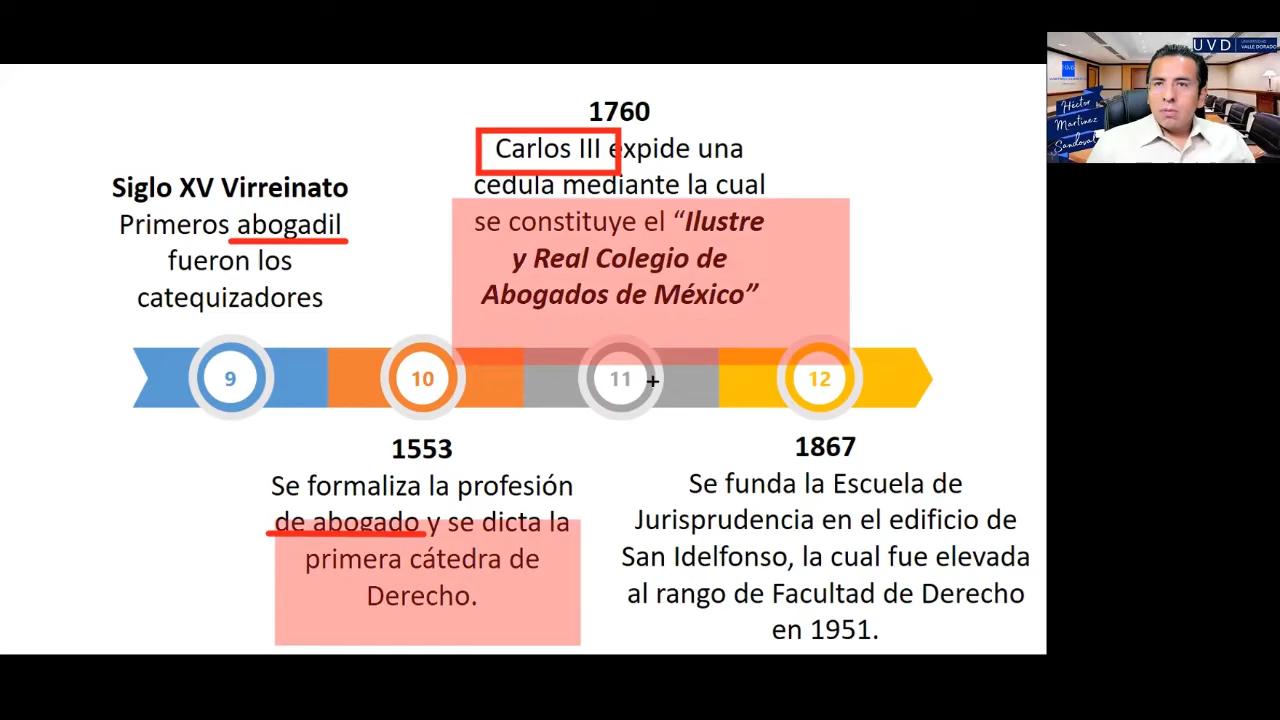 Siglo XV Virreinato
Primeros abogadil
fueron los
catequizadores
1760
Carlos III expide una
cedula mediante la cual
se constituye el “Ilustre
y Real Colegio de
Abogados de México”
9
10
11
12
1553
Se formaliza la profesión
de abogado y se dicta la
primera cátedra de
Derecho.
1867
Se funda la Escuela de
Jurisprudencia en el edificio de
San Idelfonso, la cual fue elevada
al rango de Facultad de Derecho
en 1951.
UVD
UNIVERSIDAD
VALLE DORADO
Héctor
Martínez
Sandoval